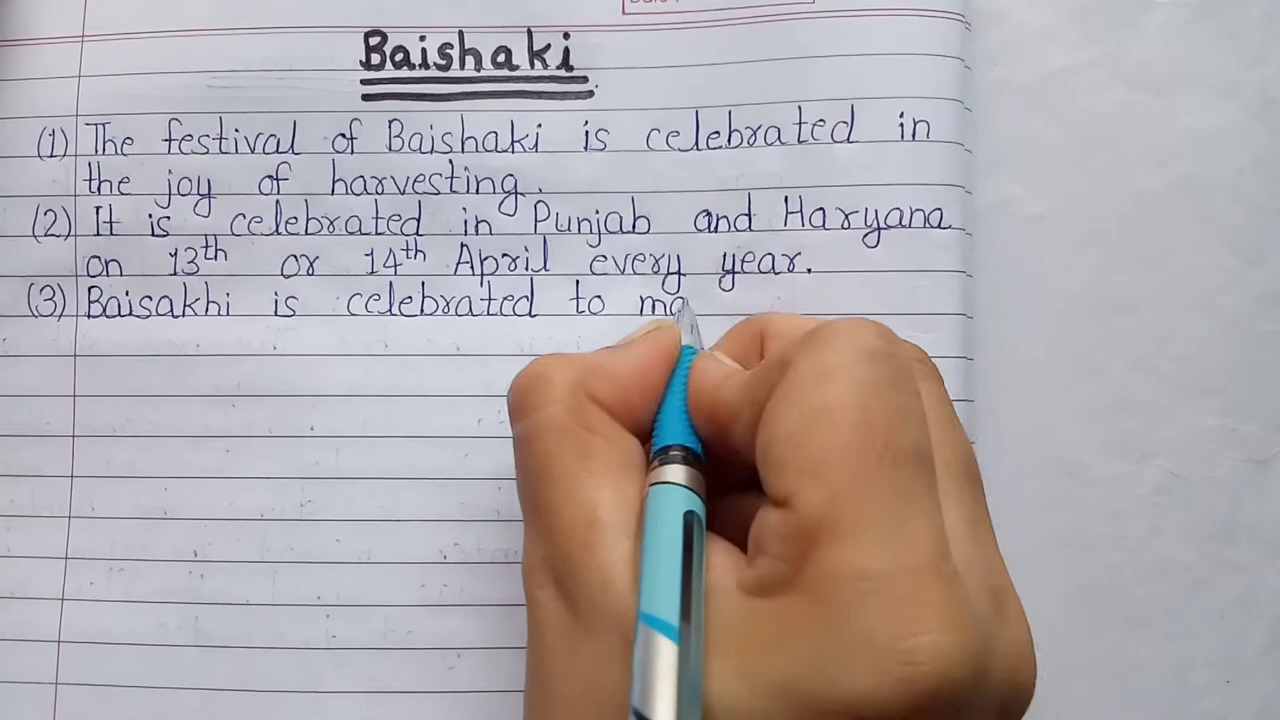 Baishaki
(1) The festival of Baishaki is celebrated in
the joy of harvesting.
(2) It is celebrated in Punjab and Haryana
on 13th or 14th April every year.
(3) Baisakhi is celebrated to ma